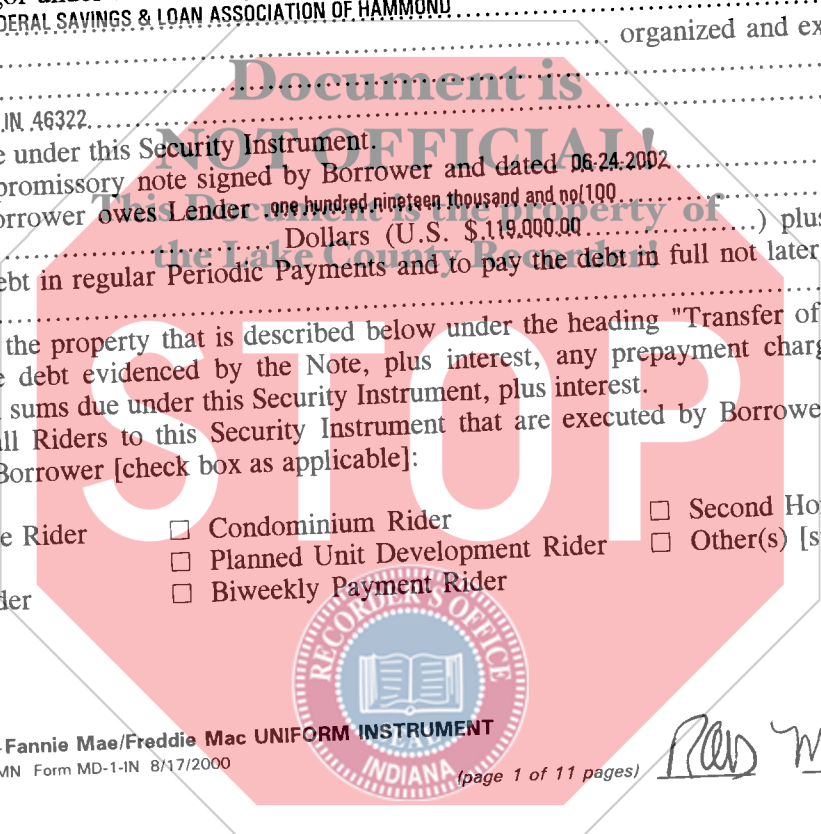 DERAL SAVINGS & LOAN ASSOCIATION OF HAMMOND
organized and ex
Document is
IN 46322
NOT OFFICIAL!
e under this Security Instrument.
promissory note signed by Borrower and dated 06-24-2002
This Document is the property of
orrower owes Lender one hundred nineteen thousand and no/100
Dollars (U.S. $ 119,000.00 ) plus
the Lake County Recorder!
ebt in regular Periodic Payments and to pay the debt in full not later
the property that is described below under the heading "Transfer of
e debt evidenced by the Note, plus interest, any prepayment charg
sums due under this Security Instrument, plus interest.
ll Riders to this Security Instrument that are executed by Borrowe
Borrower [check box as applicable]:
STOP
e Rider □ Condominium Rider □ Second Ho
□ Planned Unit Development Rider □ Other(s) [s
der □ Biweekly Payment Rider
RECORDER'S OFFICE
SEAL
INDIANA
Fannie Mae/Freddie Mac UNIFORM INSTRUMENT
MN Form MD-1-IN 8/17/2000
(page 1 of 11 pages)